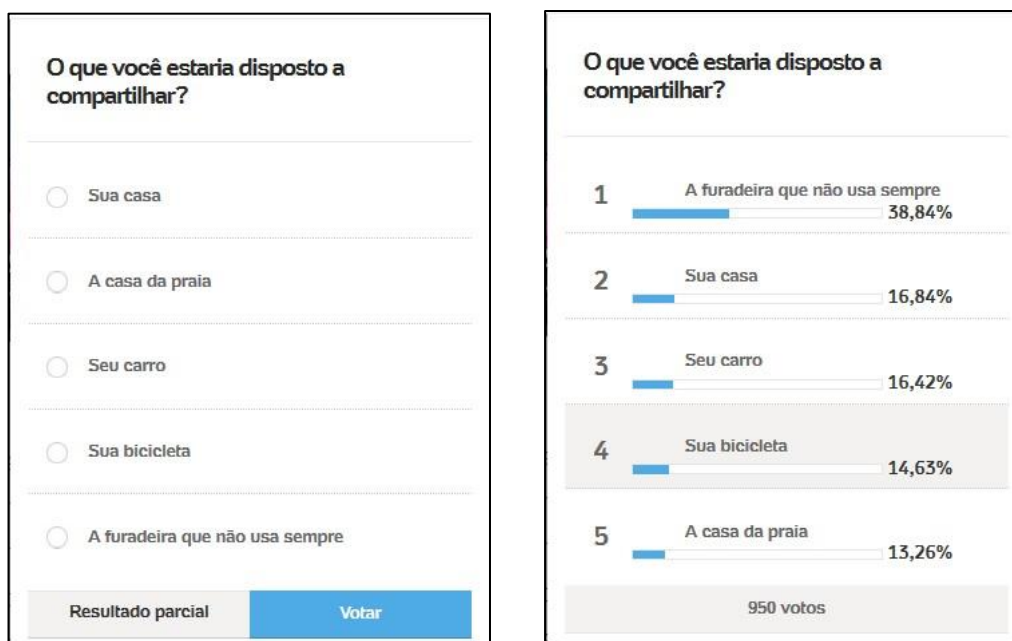 O que você estaria disposto a
compartilhar?
Sua casa
A casa da praia
Seu carro
Sua bicicleta
A furadeira que não usa sempre
Resultado parcial
Votar
O que você estaria disposto a
compartilhar?
1
A furadeira que não usa sempre
38,84%
2
Sua casa
16,84%
3
Seu carro
16,42%
4
Sua bicicleta
14,63%
5
A casa da praia
13,26%
950 votos